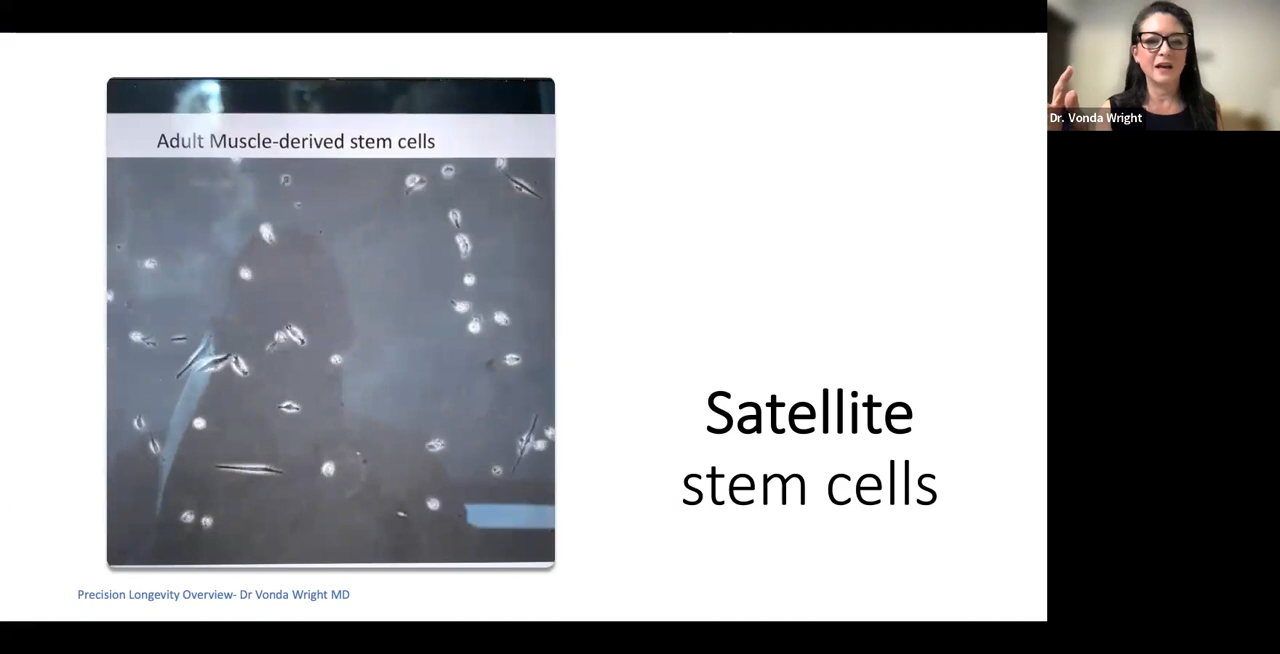 Adult Muscle-derived stem cells
Satellite
stem cells
Precision Longevity Overview- Dr Vonda Wright MD
Dr. Vonda Wright